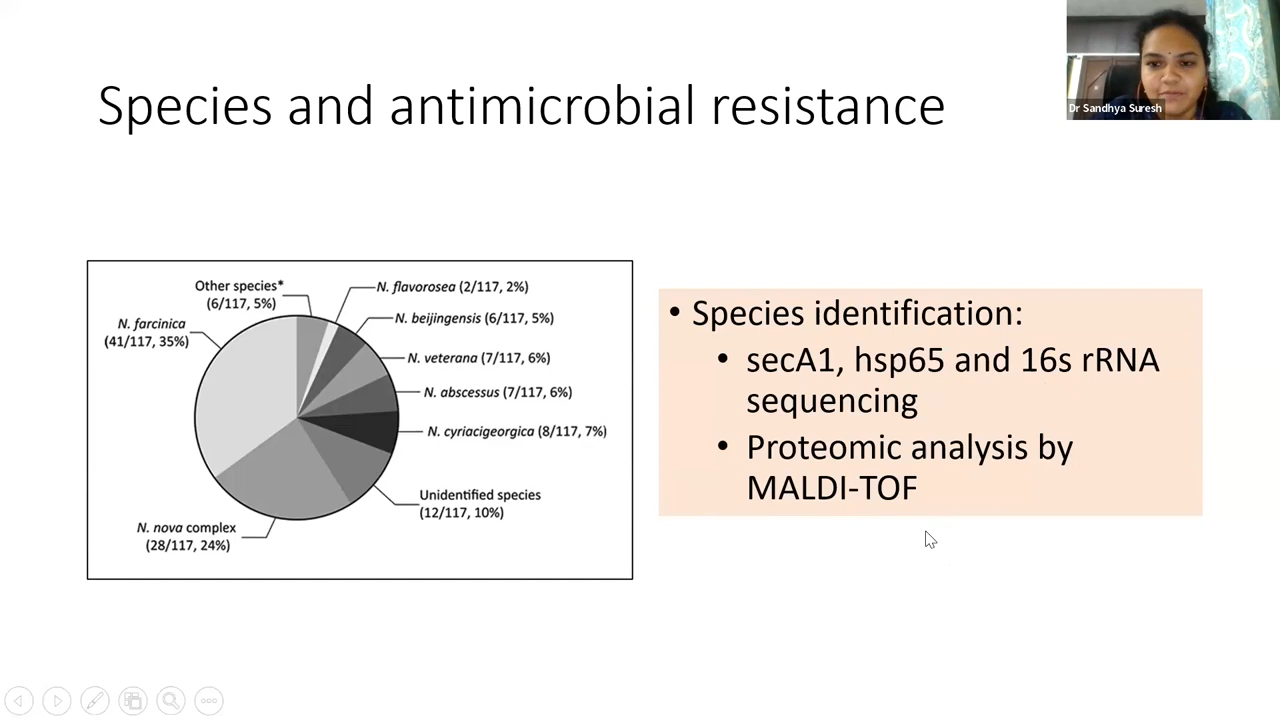 Dr Sandhya Suresh
Species and antimicrobial resistance
Other species*
(6/117, 5%)
N. flavorosea (2/117, 2%)
N. beijingensis (6/117, 5%)
N. farcinica
(41/117, 35%)
N. veterana (7/117, 6%)
N. abscessus (7/117, 6%)
N. cyriacigeorgica (8/117, 7%)
Unidentified species
(12/117, 10%)
N. nova complex
(28/117, 24%)
• Species identification:
• secA1, hsp65 and 16s rRNA
sequencing
• Proteomic analysis by
MALDI-TOF